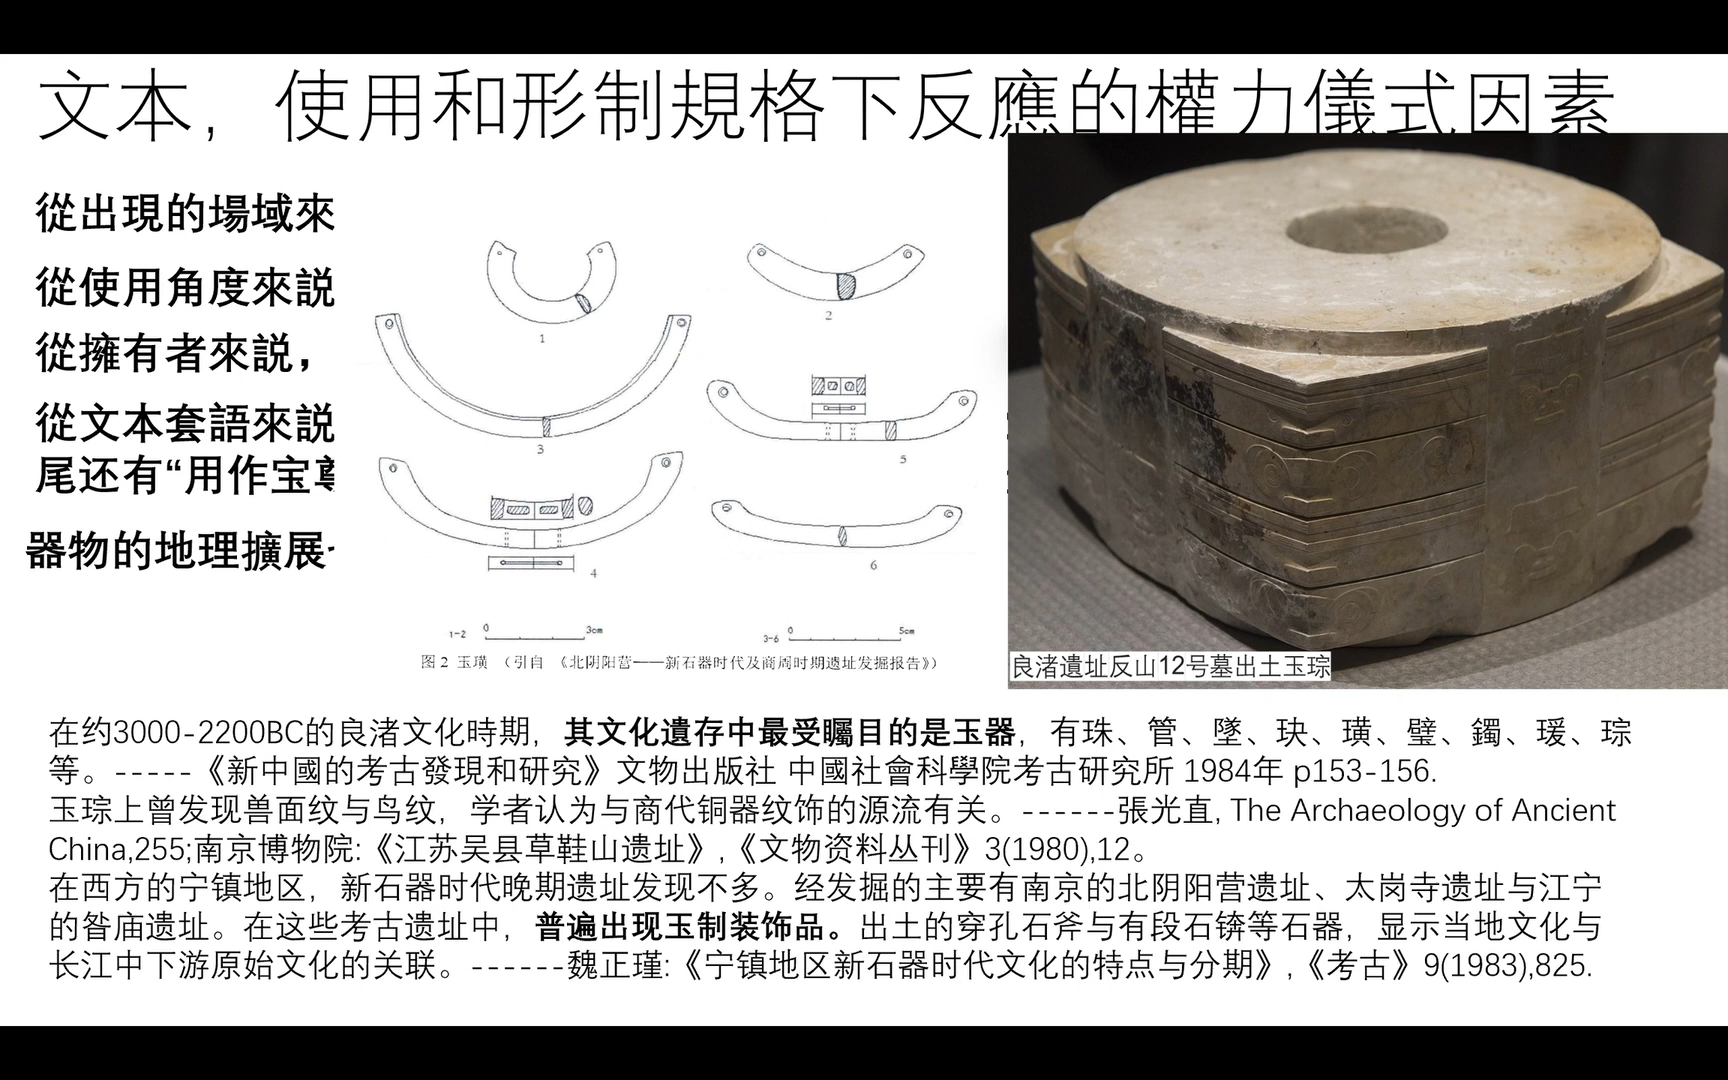 文本，使用和形制規格下反應的權力儀式因素
從出現的場域來
從使用角度來説
從擁有者來説，
從文本套語來説
尾还有“用作宝尊
器物的地理擴展
1
2
3
4
5
6
1-2 0 3cm
3-6 0 5cm
图2 玉璜 （引自 《北阴阳营——新石器时代及商周时期遗址发掘报告》）
良渚遺址反山12号墓出土玉琮
在约3000-2200BC的良渚文化時期，其文化遺存中最受矚目的是玉器，有珠、管、墜、玦、璜、璧、鐲、瑗、琮
等。-----《新中國的考古發現和研究》文物出版社 中國社會科學院考古研究所 1984年 p153-156.
玉琮上曾发现兽面纹与鸟纹，学者认为与商代铜器纹饰的源流有关。------張光直, The Archaeology of Ancient
China,255;南京博物院:《江苏吴县草鞋山遗址》,《文物资料丛刊》3(1980),12。
在西方的宁镇地区，新石器时代晚期遗址发现不多。经发掘的主要有南京的北阴阳营遗址、太岗寺遗址与江宁
的昝庙遗址。在这些考古遗址中，普遍出现玉制装饰品。出土的穿孔石斧与有段石锛等石器，显示当地文化与
长江中下游原始文化的关联。------魏正瑾:《宁镇地区新石器时代文化的特点与分期》,《考古》9(1983),825.